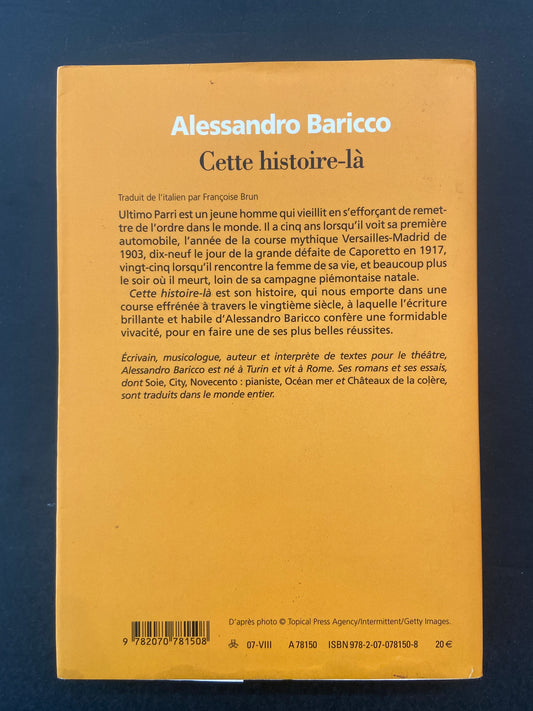 Alessandro Baricco
Cette histoire-là
Traduit de l'italien par Françoise Brun
Ultimo Parri est un jeune homme qui vieillit en s'efforçant de remet-
tre de l'ordre dans le monde. Il a cinq ans lorsqu'il voit sa première
automobile, l'année de la course mythique Versailles-Madrid de
1903, dix-neuf le jour de la grande défaite de Caporetto en 1917,
vingt-cinq lorsqu'il rencontre la femme de sa vie, et beaucoup plus
le soir où il meurt, loin de sa campagne piémontaise natale.
Cette histoire-là est son histoire, qui nous emporte dans une
course effrénée à travers le vingtième siècle, à laquelle l'écriture
brillante et habile d'Alessandro Baricco confère une formidable
vivacité, pour en faire une de ses plus belles réussites.
Écrivain, musicologue, auteur et interprète de textes pour le théâtre,
Alessandro Baricco est né à Turin et vit à Rome. Ses romans et ses essais,
dont Soie, City, Novecento : pianiste, Océan mer et Châteaux de la colère,
sont traduits dans le monde entier.
D'après photo © Topical Press Agency/Intermittent/Getty Images.
9 782070 781508 07-VIII A 78150 ISBN 978-2-07-078150-8 20 €